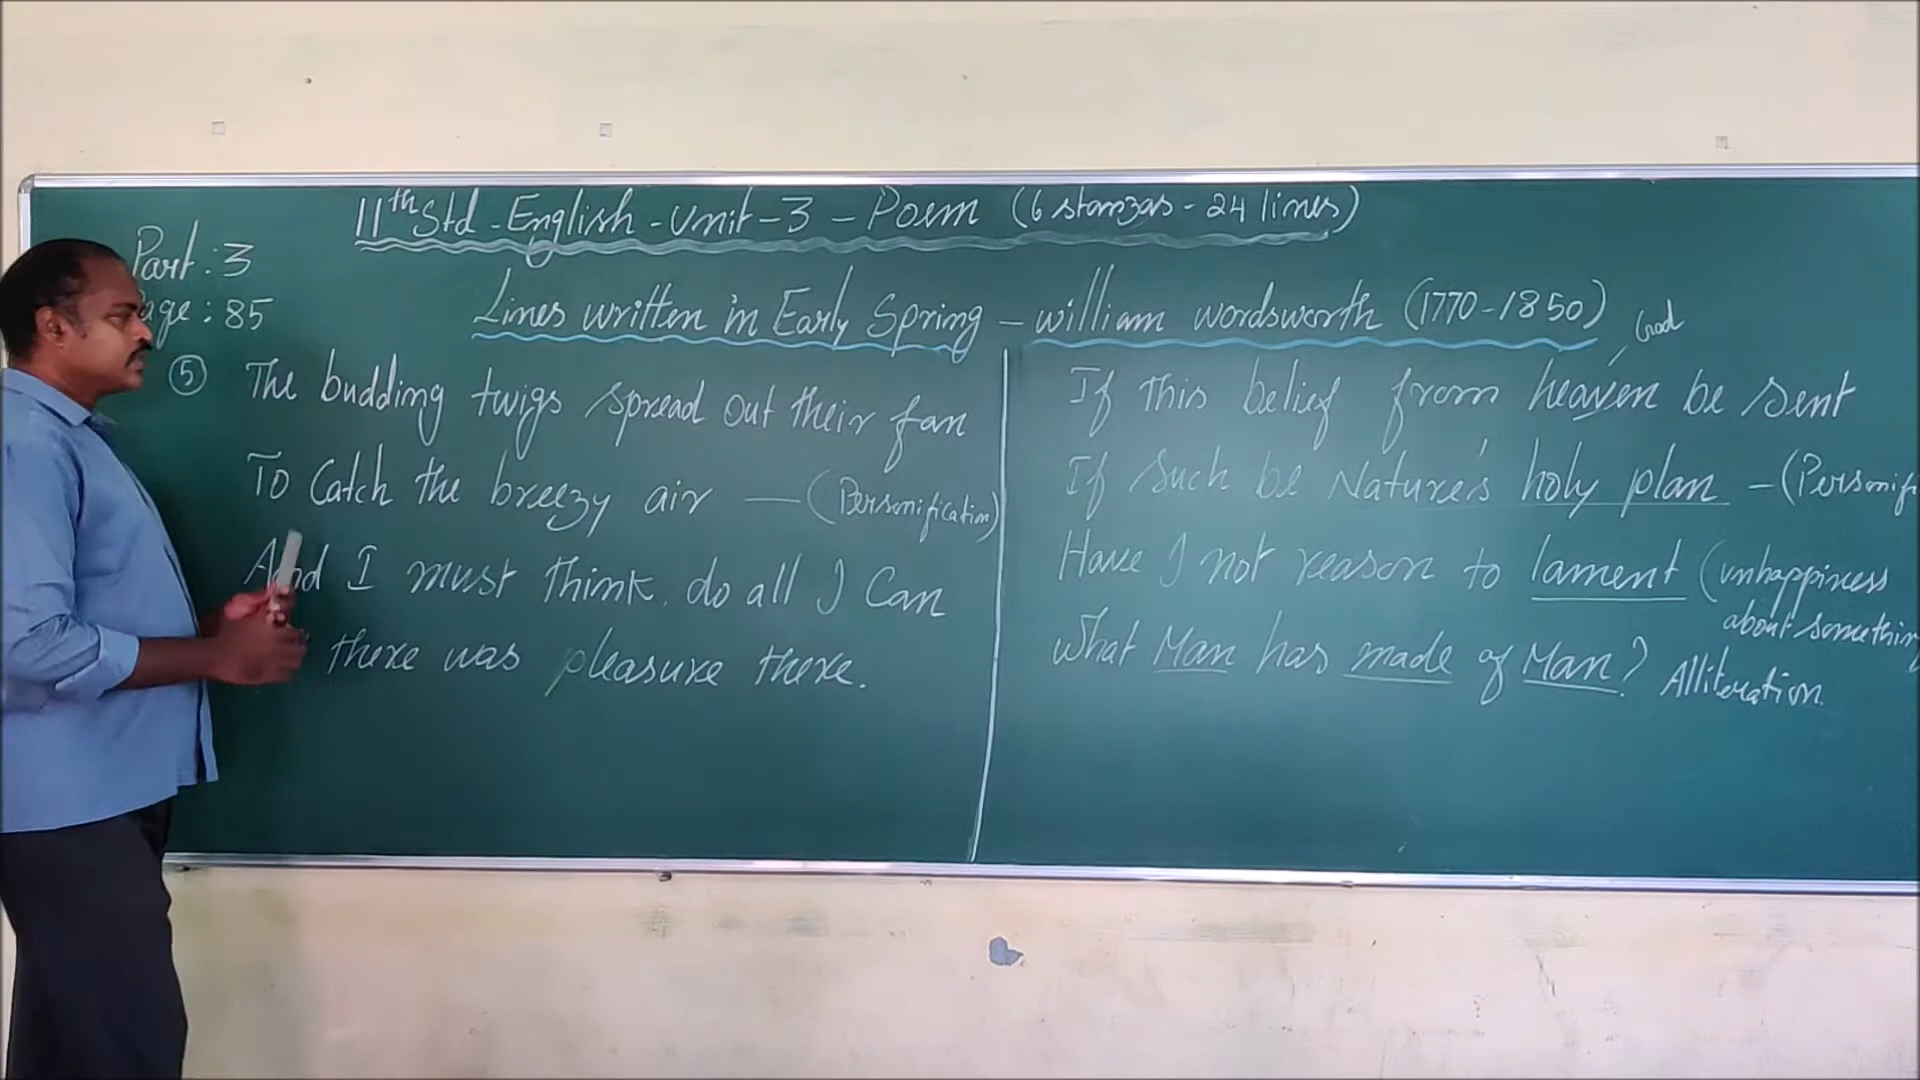 11th Std - English - Unit - 3 - Poem (6 stanzas - 24 lines)
Part : 3
Page : 85
Lines written in Early Spring - William Wordsworth (1770-1850)
⑤ The budding twigs spread out their fan
To Catch the breezy air — (Personification)
And I must think, do all I Can
there was pleasure there.
God
If this belief from heaven be sent
If Such be Nature's holy plan - (Personifi
Have I not reason to lament (unhappiness
about somethin
What Man has made of Man? Alliteration.